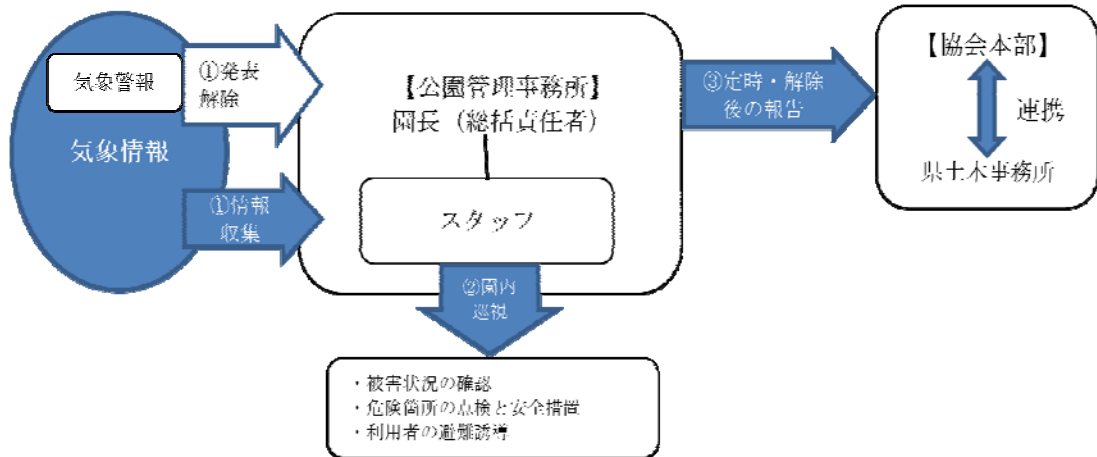 気象警報
気象情報
①発表
解除
①情報
収集
【公園管理事務所】
園長（総括責任者）
スタッフ
②園内
巡視
・被害状況の確認
・危険箇所の点検と安全措置
・利用者の避難誘導
③定時・解除
後の報告
【協会本部】
連携
県土木事務所